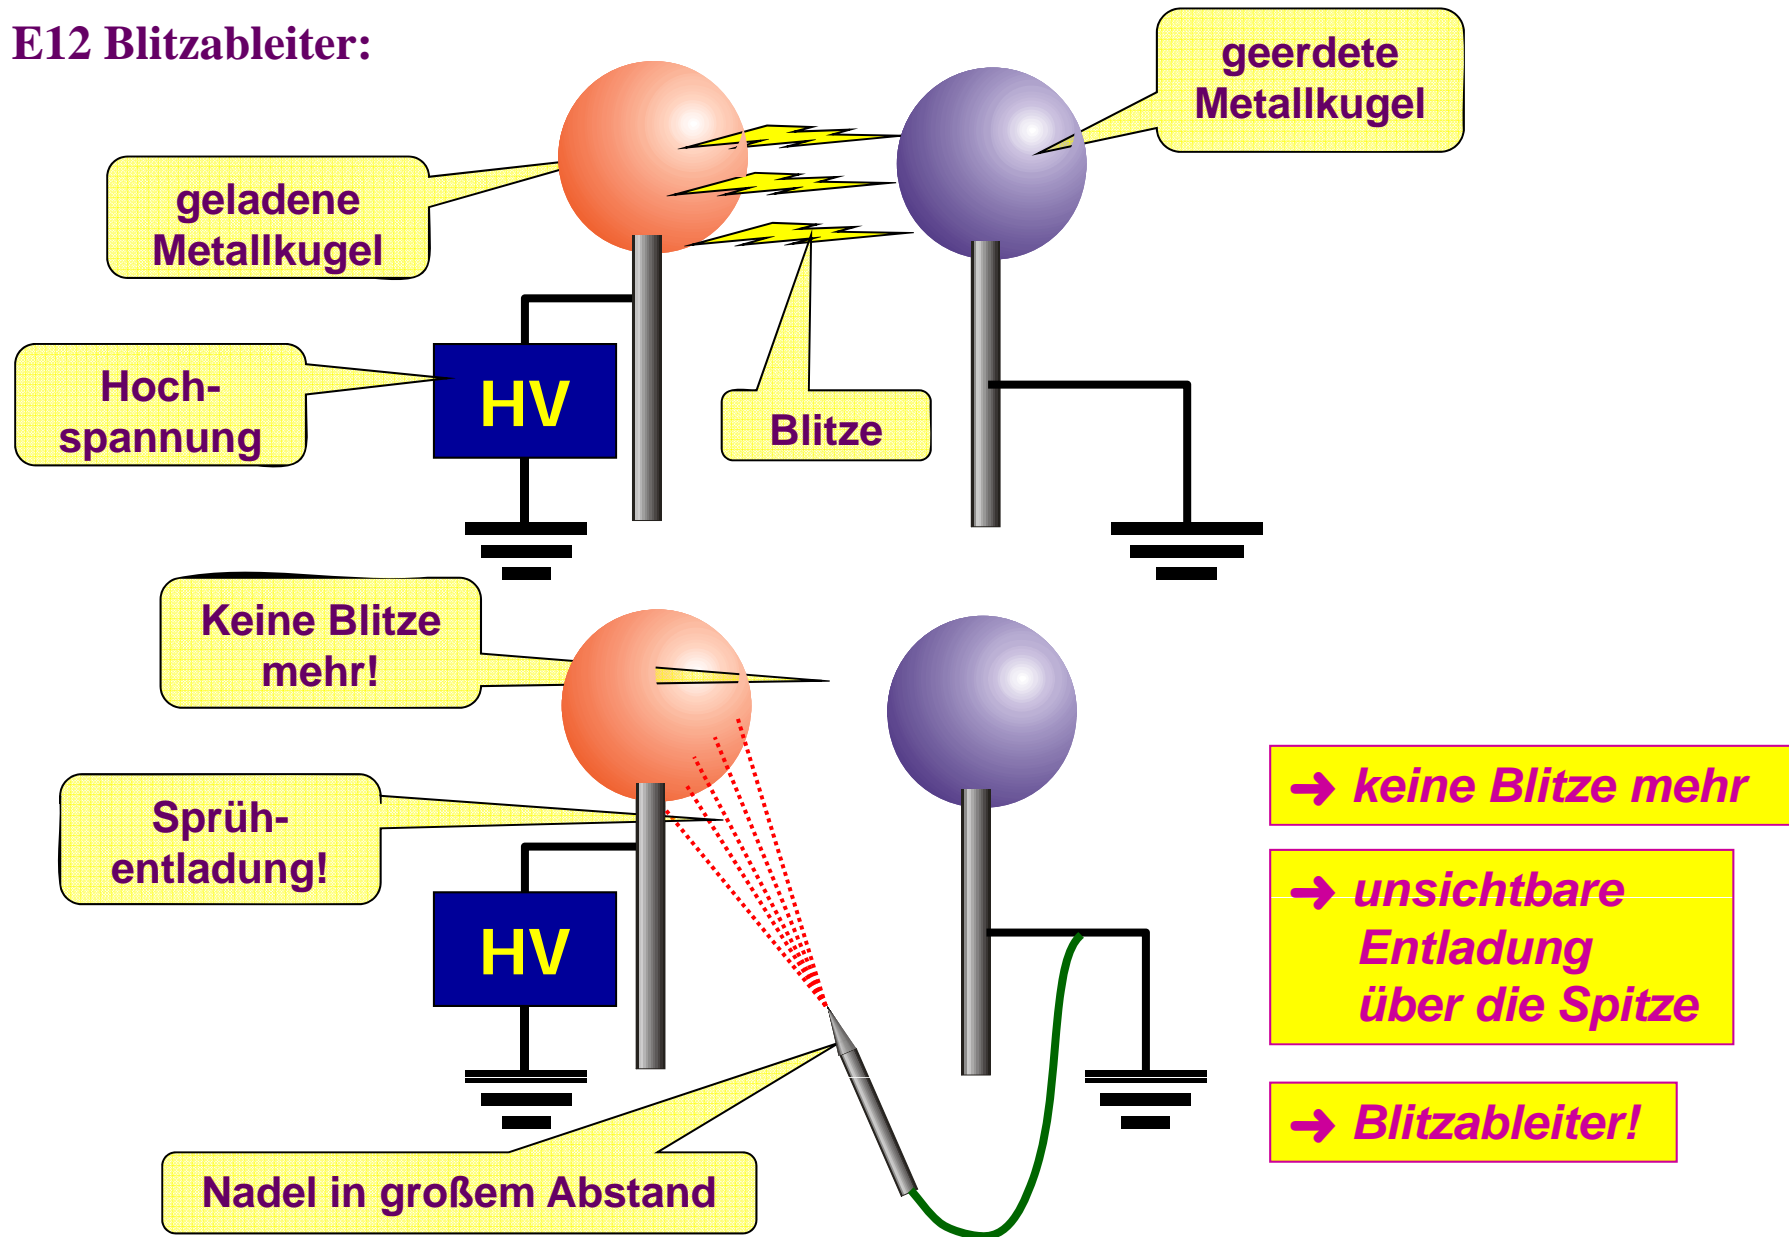 E12 Blitzableiter:
geerdete
Metallkugel
geladene
Metallkugel
Hoch-
spannung
HV
Blitze
Keine Blitze
mehr!
Sprüh-
entladung!
HV
Nadel in großem Abstand
➔ keine Blitze mehr
➔ unsichtbare
Entladung
über die Spitze
➔ Blitzableiter!